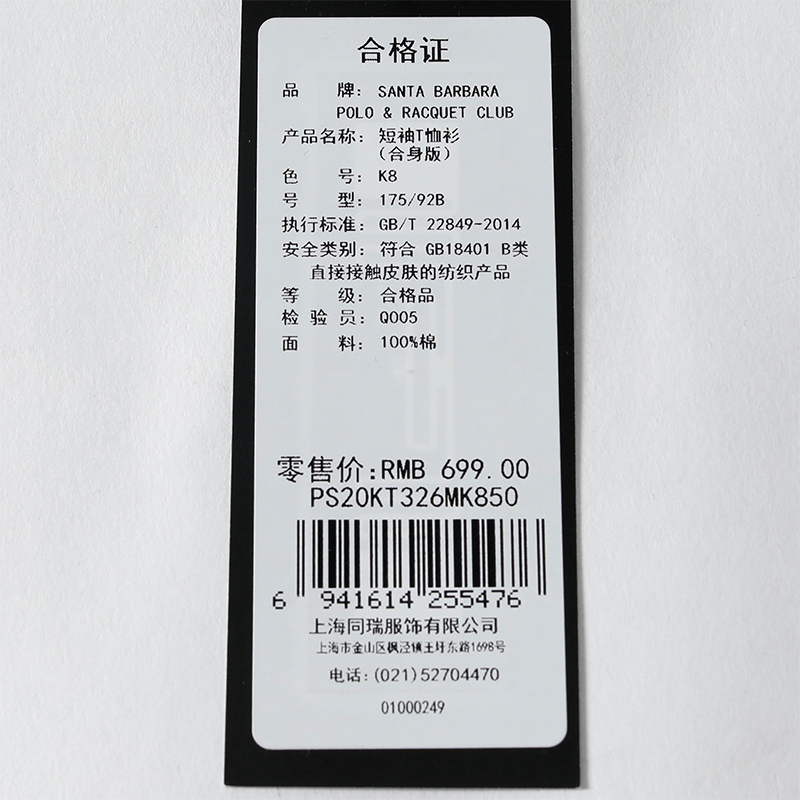 合格证
品 牌: SANTA BARBARA
POLO & RACQUET CLUB
产品名称: 短袖T恤衫
(合身版)
色 号: K8
号 型: 175/92B
执行标准: GB/T 22849-2014
安全类别: 符合 GB18401 B类
直接接触皮肤的纺织产品
等 级: 合格品
检 验 员: Q005
面 料: 100%棉
零售价:RMB 699.00
PS20KT326MK850
6 941614 255476
上海同瑞服饰有限公司
上海市金山区枫泾镇王圩东路1698号
电话:(021)52704470
01000249